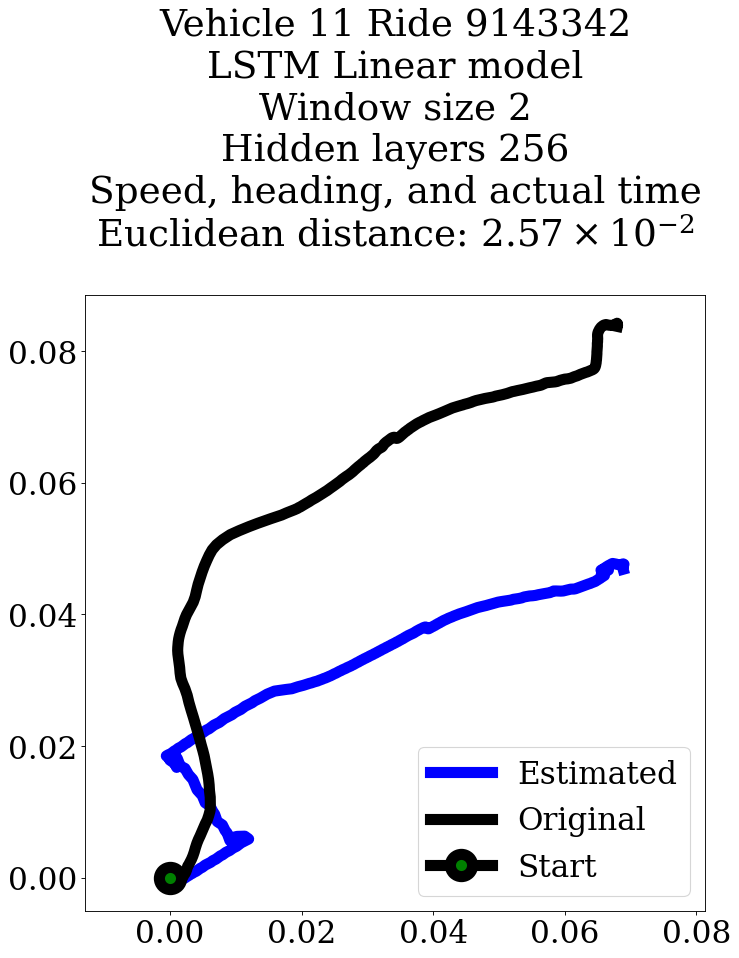 Vehicle 11 Ride 9143342
LSTM Linear model
Window size 2
Hidden layers 256
Speed, heading, and actual time
Euclidean distance: 2.57 × 10⁻²
0.08
0.06
0.04
0.02
0.00
Estimated
Original
Start
0.00 0.02 0.04 0.06 0.08